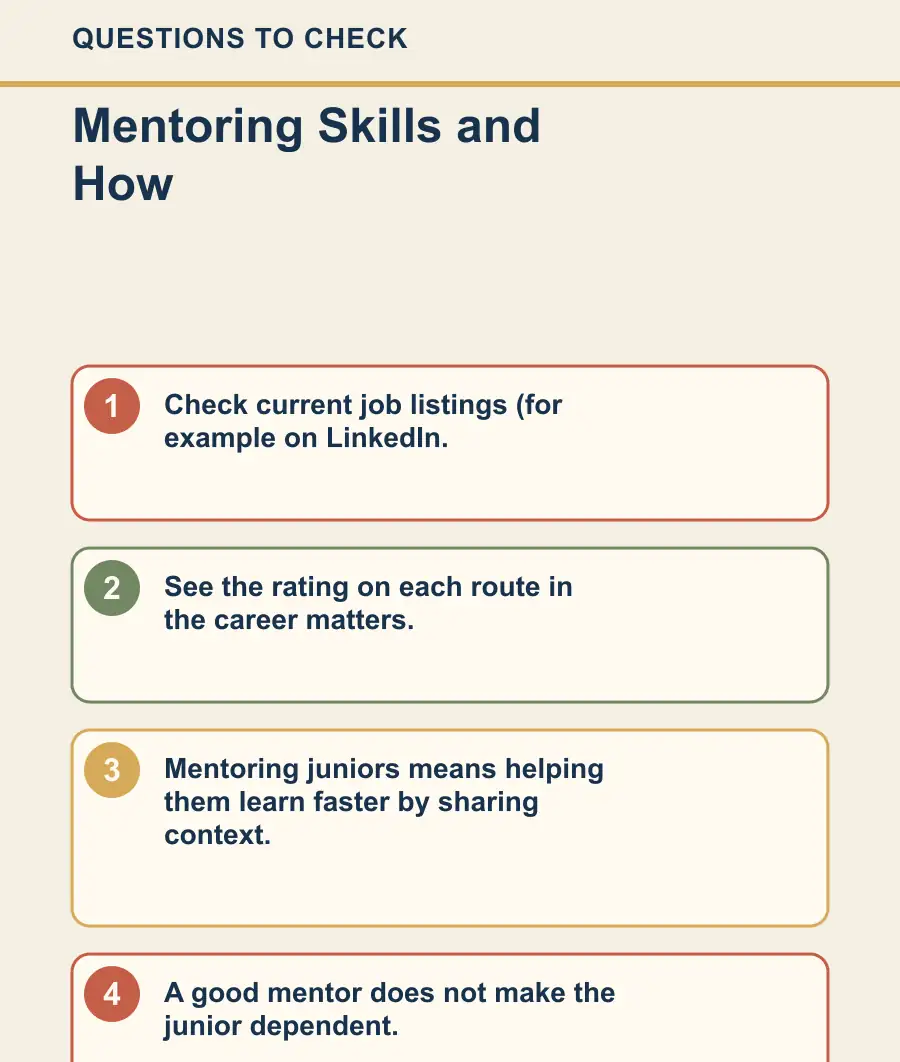 QUESTIONS TO CHECK
Mentoring Skills and
How
1
Check current job listings (for
example on LinkedIn.
2
See the rating on each route in
the career matters.
3
Mentoring juniors means helping
them learn faster by sharing
context.
4
A good mentor does not make the
junior dependent.